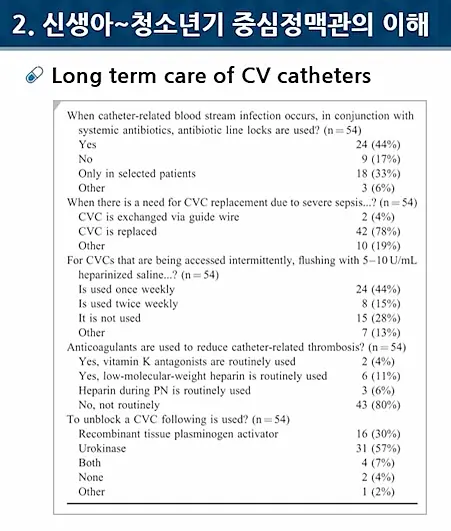 2. 신생아~청소년기 중심정맥관의 이해
Long term care of CV catheters
When catheter-related blood stream infection occurs, in conjunction with
systemic antibiotics, antibiotic line locks are used? (n = 54)
Yes 24 (44%)
No 9 (17%)
Only in selected patients 18 (33%)
Other 3 (6%)
When there is a need for CVC replacement due to severe sepsis...? (n = 54)
CVC is exchanged via guide wire 2 (4%)
CVC is replaced 42 (78%)
Other 10 (19%)
For CVCs that are being accessed intermittently, flushing with 5–10 U/mL
heparinized saline...? (n = 54)
Is used once weekly 24 (44%)
Is used twice weekly 8 (15%)
It is not used 15 (28%)
Other 7 (13%)
Anticoagulants are used to reduce catheter-related thrombosis? (n = 54)
Yes, vitamin K antagonists are routinely used 2 (4%)
Yes, low-molecular-weight heparin is routinely used 6 (11%)
Heparin during PN is routinely used 3 (6%)
No, not routinely 43 (80%)
To unblock a CVC following is used? (n = 54)
Recombinant tissue plasminogen activator 16 (30%)
Urokinase 31 (57%)
Both 4 (7%)
None 2 (4%)
Other 1 (2%)